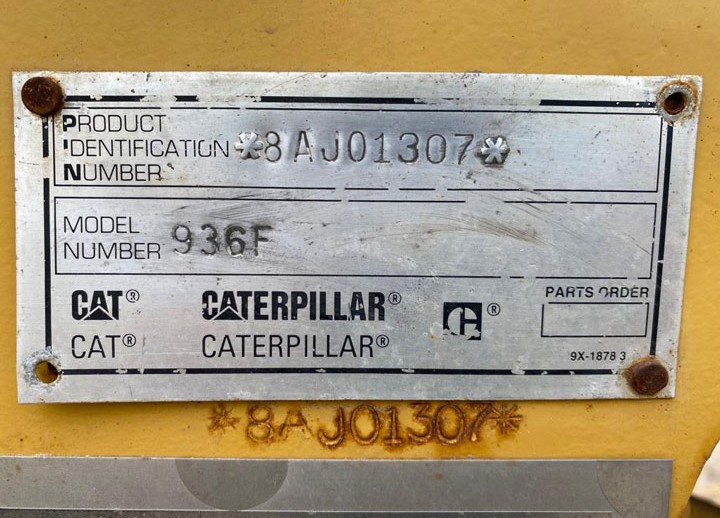 PRODUCT
IDENTIFICATION *8AJ01307*
NUMBER
MODEL
NUMBER 936F
CAT® CATERPILLAR® ®
CAT® CATERPILLAR®
PARTS ORDER
9X-1878 3
*8AJ01307*